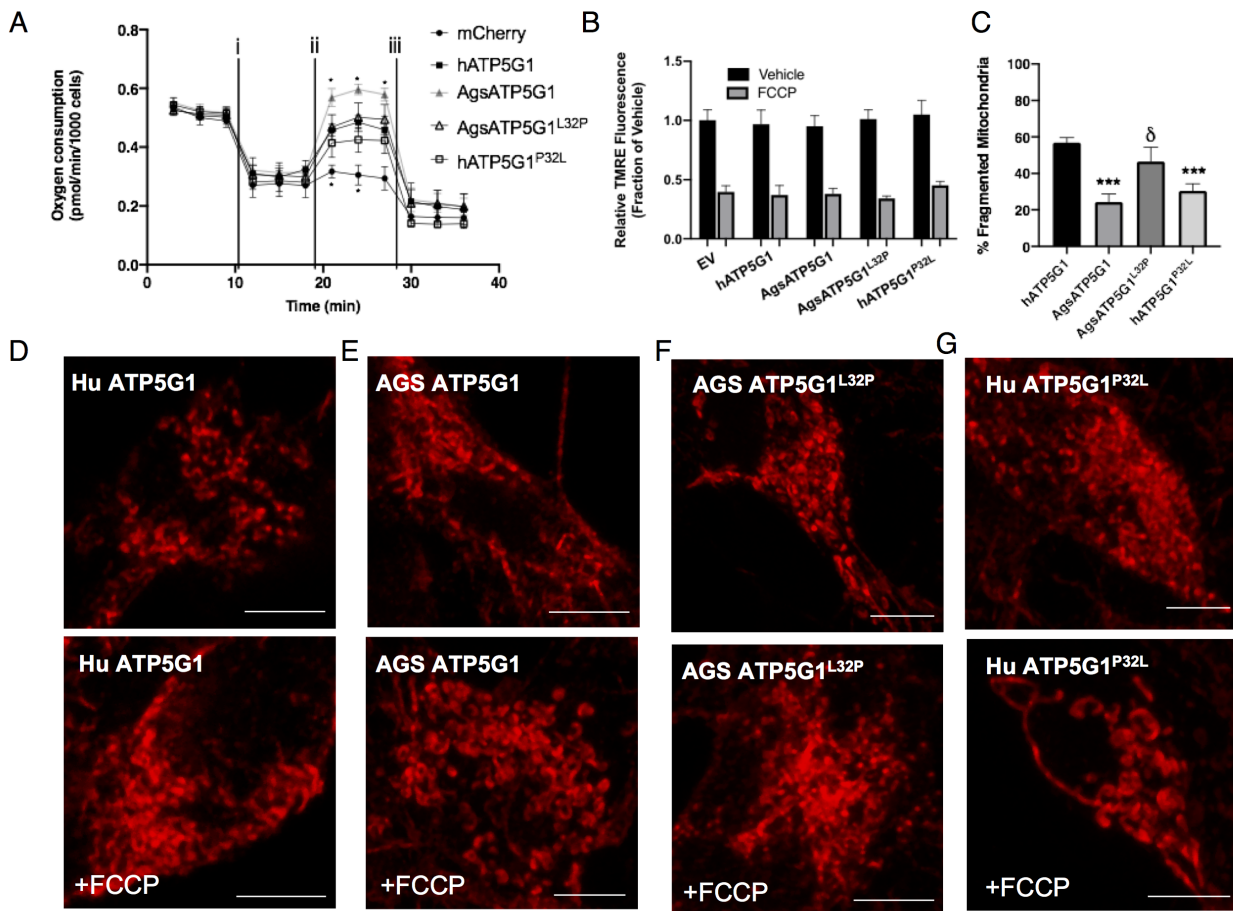 A
Oxygen consumption
(pmol/min/1000 cells)
0.8
0.6
0.4
0.2
0.0
0
10
20
30
40
Time (min)
i
ii
iii
*
*
*
*
*
mCherry
hATP5G1
AgsATP5G1
AgsATP5G1L32P
hATP5G1P32L
B
Relative TMRE Fluorescence
(Fraction of Vehicle)
1.5
1.0
0.5
0.0
Vehicle
FCCP
EV
hATP5G1
AgsATP5G1
AgsATP5G1L32P
hATP5G1P32L
C
% Fragmented Mitochondria
100
80
60
40
20
0
***
δ
***
hATP5G1
AgsATP5G1
AgsATP5G1L32P
hATP5G1P32L
D
Hu ATP5G1
E
AGS ATP5G1
F
AGS ATP5G1L32P
G
Hu ATP5G1P32L
Hu ATP5G1
+FCCP
AGS ATP5G1
+FCCP
AGS ATP5G1L32P
+FCCP
Hu ATP5G1P32L
+FCCP